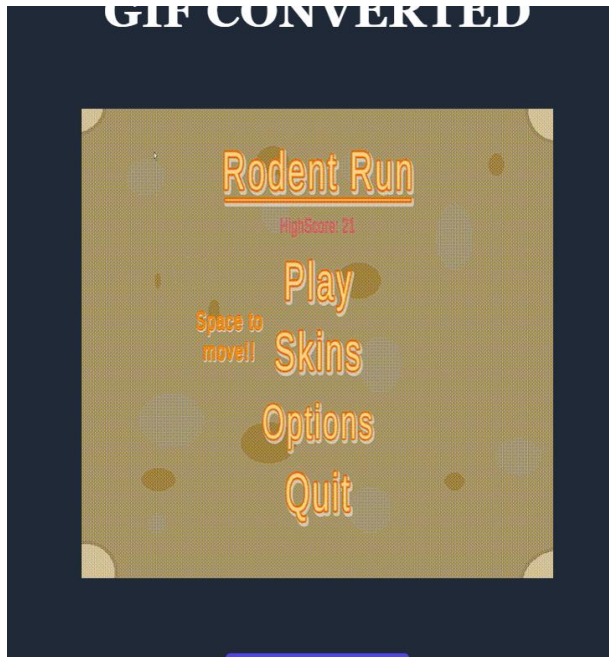 GIF CONVERTED
Rodent Run
HighScore: 21
Play
Space to
move!!
Skins
Options
Quit